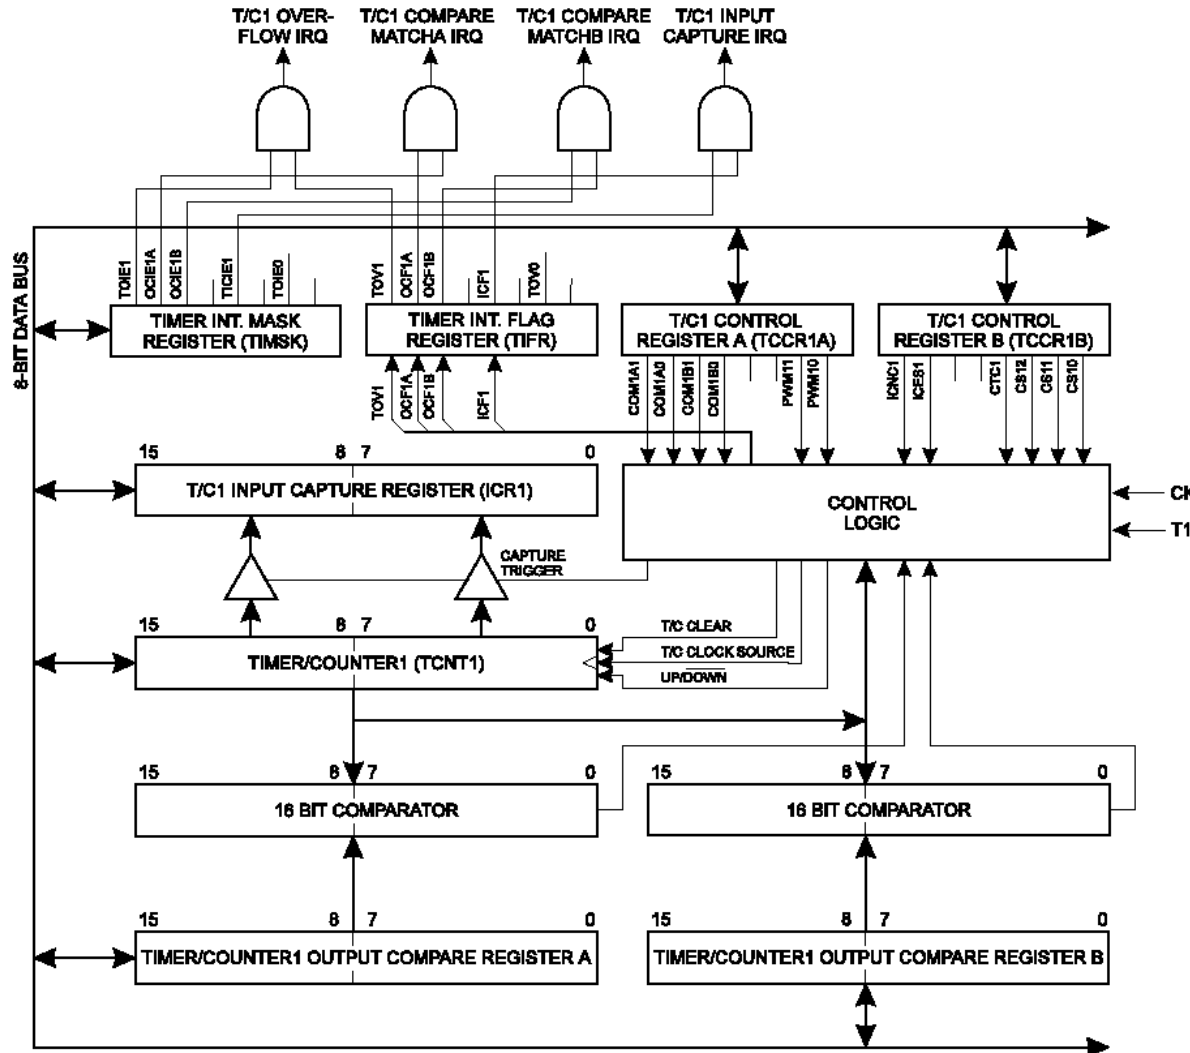 T/C1 OVER-
FLOW IRQ
T/C1 COMPARE
MATCHA IRQ
T/C1 COMPARE
MATCHB IRQ
T/C1 INPUT
CAPTURE IRQ
8-BIT DATA BUS
TOIE1
OCIE1A
OCIE1B
TICIE1
TOIE0
TOV1
OCF1A
OCF1B
ICF1
TOV0
TIMER INT. MASK
REGISTER (TIMSK)
TIMER INT. FLAG
REGISTER (TIFR)
T/C1 CONTROL
REGISTER A (TCCR1A)
T/C1 CONTROL
REGISTER B (TCCR1B)
TOV1
OCF1A
OCF1B
ICF1
COM1A1
COM1A0
COM1B1
COM1B0
PWM11
PWM10
ICNC1
ICES1
CTC1
CS12
CS11
CS10
15 8 7 0
T/C1 INPUT CAPTURE REGISTER (ICR1)
CONTROL
LOGIC
CK
T1
CAPTURE
TRIGGER
15 8 7 0
TIMER/COUNTER1 (TCNT1)
T/C CLEAR
T/C CLOCK SOURCE
UP/DOWN
15 8 7 0
16 BIT COMPARATOR
15 8 7 0
16 BIT COMPARATOR
15 8 7 0
TIMER/COUNTER1 OUTPUT COMPARE REGISTER A
15 8 7 0
TIMER/COUNTER1 OUTPUT COMPARE REGISTER B